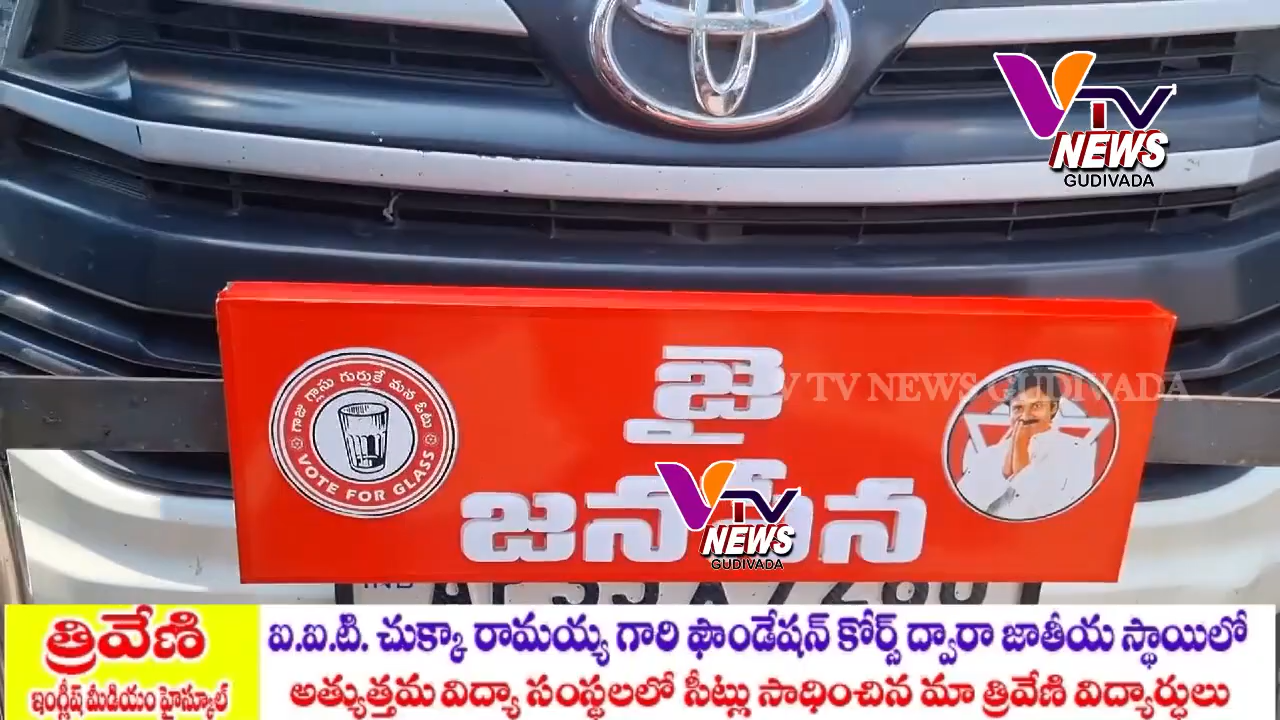 VTV
NEWS
GUDIVADA
జై
V TV NEWS GUDIVADA
గాజు గ్లాసు గుర్తుకే మన ఓటు
VOTE FOR GLASS
VTV
NEWS
GUDIVADA
IND
త్రివేణి
ఇంగ్లీష్ మీడియం హైస్కూల్
ఐ.ఐ.టి. చుక్కా రామయ్య గారి ఫౌండేషన్ కోర్స్ ద్వారా జాతీయ స్థాయిలో
అత్యుత్తమ విద్యా సంస్థలలో సీట్లు సాధించిన మా త్రివేణి విద్యార్థులు